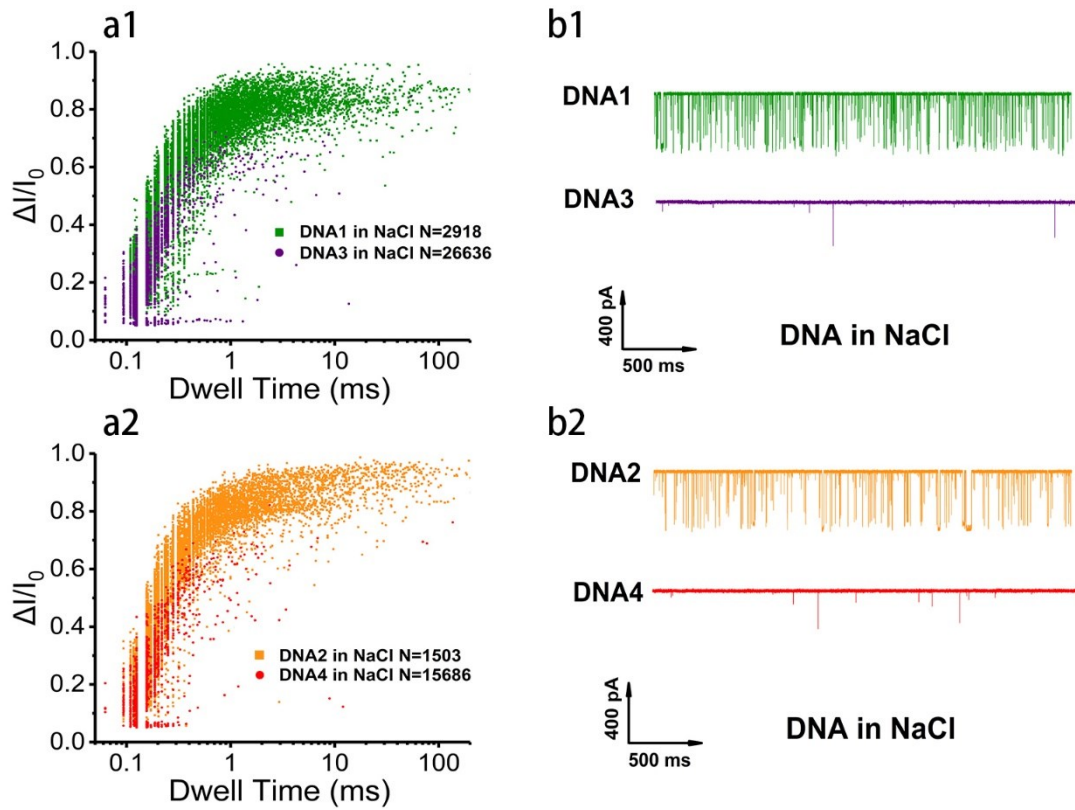 a1
1.0
0.8
0.6
0.4
0.2
0.0
ΔI/I₀
DNA1 in NaCl N=2918
DNA3 in NaCl N=26636
0.1 1 10 100
Dwell Time (ms)
b1
DNA1
DNA3
400 pA
500 ms
DNA in NaCl
a2
1.0
0.8
0.6
0.4
0.2
0.0
ΔI/I₀
DNA2 in NaCl N=1503
DNA4 in NaCl N=15686
0.1 1 10 100
Dwell Time (ms)
b2
DNA2
DNA4
400 pA
500 ms
DNA in NaCl